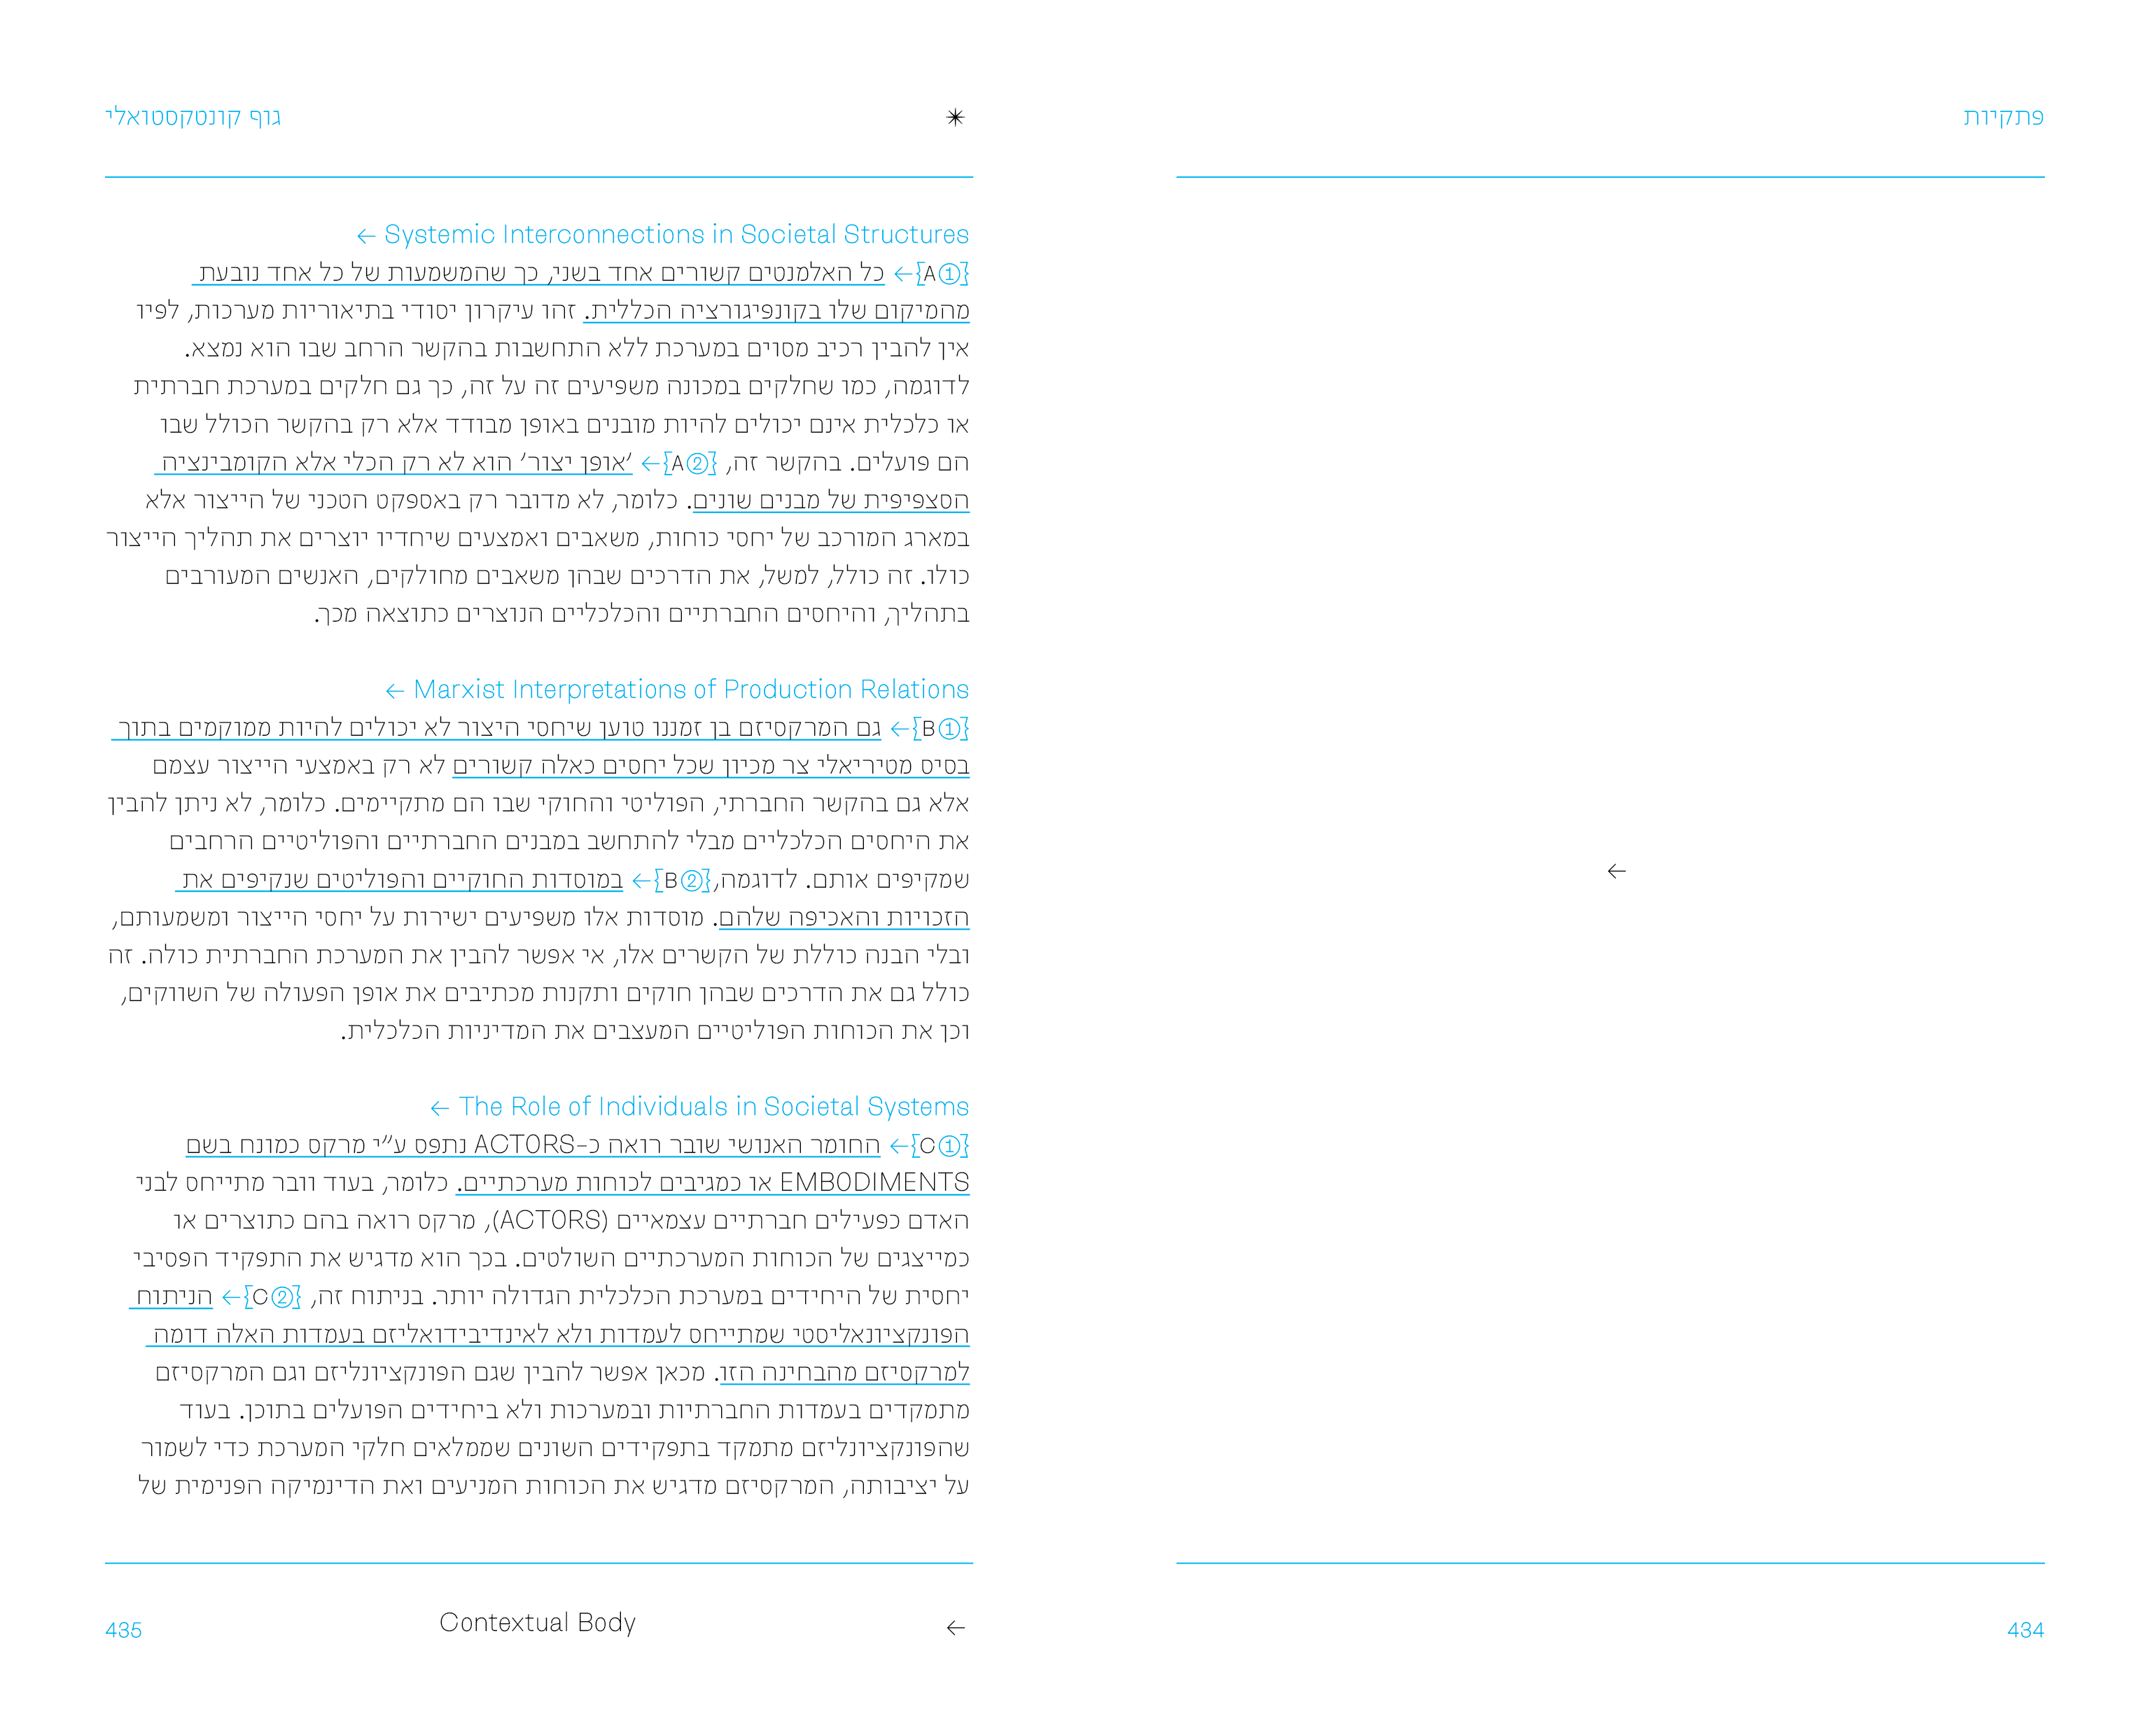 פתקיות
←
434
גוף קונטקסטואלי
Systemic Interconnections in Societal Structures ←
{A①}← כל האלמנטים קשורים אחד בשני, כך שהמשמעות של כל אחד נובעת
מהמיקום שלו בקונפיגורציה הכללית. זהו עיקרון יסודי בתיאוריות מערכות, לפיו
אין להבין רכיב מסוים במערכת ללא התחשבות בהקשר הרחב שבו הוא נמצא.
לדוגמה, כמו שחלקים במכונה משפיעים זה על זה, כך גם חלקים במערכת חברתית
או כלכלית אינם יכולים להיות מובנים באופן מבודד אלא רק בהקשר הכולל שבו
הם פועלים. בהקשר זה, {A②}← 'אופן יצור' הוא לא רק הכלי אלא הקומבינציה
הסצפיפית של מבנים שונים. כלומר, לא מדובר רק באספקט הטכני של הייצור אלא
במארג המורכב של יחסי כוחות, משאבים ואמצעים שיחדיו יוצרים את תהליך הייצור
כולו. זה כולל, למשל, את הדרכים שבהן משאבים מחולקים, האנשים המעורבים
בתהליך, והיחסים החברתיים והכלכליים הנוצרים כתוצאה מכך.
Marxist Interpretations of Production Relations ←
{B①}← גם המרקסיזם בן זמננו טוען שיחסי היצור לא יכולים להיות ממוקמים בתוך
בסיס מטיריאלי צר מכיון שכל יחסים כאלה קשורים לא רק באמצעי הייצור עצמם
אלא גם בהקשר החברתי, הפוליטי והחוקי שבו הם מתקיימים. כלומר, לא ניתן להבין
את היחסים הכלכליים מבלי להתחשב במבנים החברתיים והפוליטיים הרחבים
שמקיפים אותם. לדוגמה,{B②}← במוסדות החוקיים והפוליטים שנקיפים את
הזכויות והאכיפה שלהם. מוסדות אלו משפיעים ישירות על יחסי הייצור ומשמעותם,
ובלי הבנה כוללת של הקשרים אלו, אי אפשר להבין את המערכת החברתית כולה. זה
כולל גם את הדרכים שבהן חוקים ותקנות מכתיבים את אופן הפעולה של השווקים,
וכן את הכוחות הפוליטיים המעצבים את המדיניות הכלכלית.
The Role of Individuals in Societal Systems ←
{C①}← החומר האנושי שובר רואה כ-ACTORS נתפס ע"י מרקס כמונח בשם
EMBODIMENTS או כמגיבים לכוחות מערכתיים. כלומר, בעוד וובר מתייחס לבני
האדם כפעילים חברתיים עצמאיים (ACTORS), מרקס רואה בהם כתוצרים או
כמייצגים של הכוחות המערכתיים השולטים. בכך הוא מדגיש את התפקיד הפסיבי
יחסית של היחידים במערכת הכלכלית הגדולה יותר. בניתוח זה, {C②}← הניתוח
הפונקציונאליסטי שמתייחס לעמדות ולא לאינדיבידואליזם בעמדות האלה דומה
למרקסיזם מהבחינה הזו. מכאן אפשר להבין שגם הפונקציונליזם וגם המרקסיזם
מתמקדים בעמדות החברתיות ובמערכות ולא ביחידים הפועלים בתוכן. בעוד
שהפונקציונליזם מתמקד בתפקידים השונים שממלאים חלקי המערכת כדי לשמור
על יציבותה, המרקסיזם מדגיש את הכוחות המניעים ואת הדינמיקה הפנימית של
← Contextual Body
435